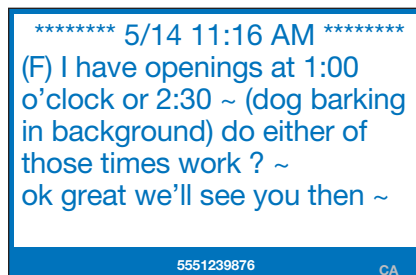 ******** 5/14 11:16 AM ********
(F) I have openings at 1:00
o’clock or 2:30 ~ (dog barking
in background) do either of
those times work ? ~
ok great we’ll see you then ~
5551239876
CA